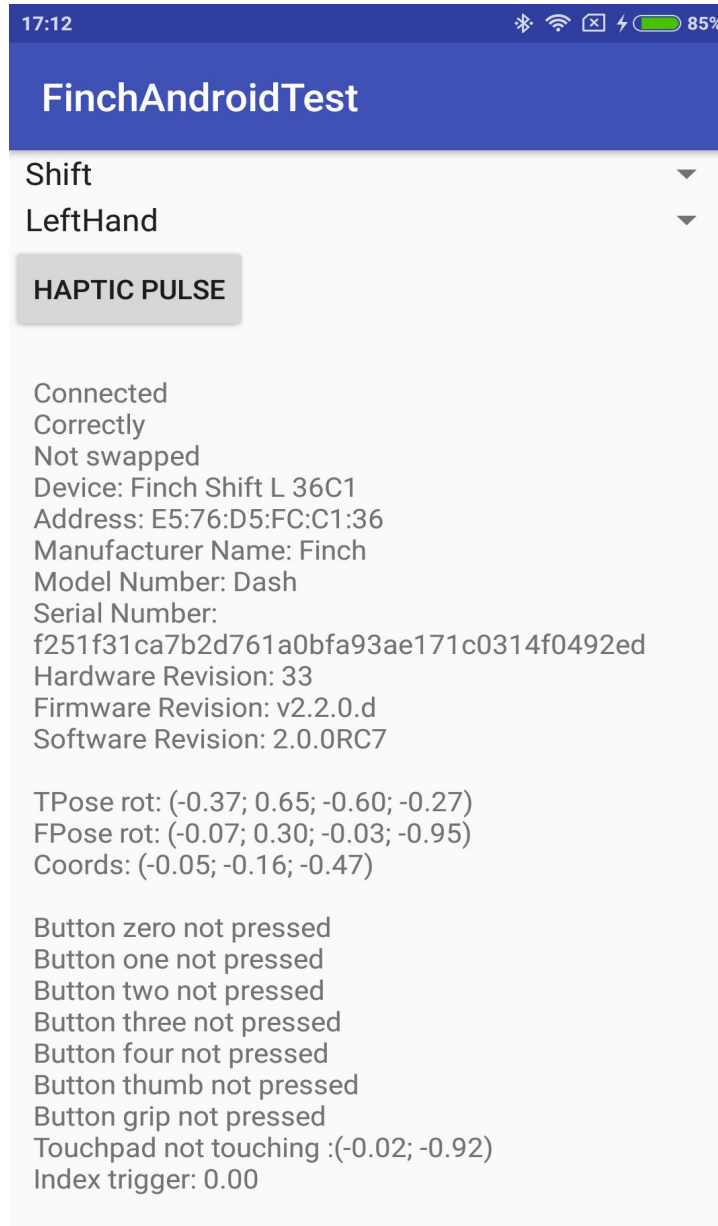 17:12
85%
FinchAndroidTest
Shift
LeftHand
HAPTIC PULSE
Connected
Correctly
Not swapped
Device: Finch Shift L 36C1
Address: E5:76:D5:FC:C1:36
Manufacturer Name: Finch
Model Number: Dash
Serial Number:
f251f31ca7b2d761a0bfa93ae171c0314f0492ed
Hardware Revision: 33
Firmware Revision: v2.2.0.d
Software Revision: 2.0.0RC7
TPose rot: (-0.37; 0.65; -0.60; -0.27)
FPose rot: (-0.07; 0.30; -0.03; -0.95)
Coords: (-0.05; -0.16; -0.47)
Button zero not pressed
Button one not pressed
Button two not pressed
Button three not pressed
Button four not pressed
Button thumb not pressed
Button grip not pressed
Touchpad not touching :(-0.02; -0.92)
Index trigger: 0.00